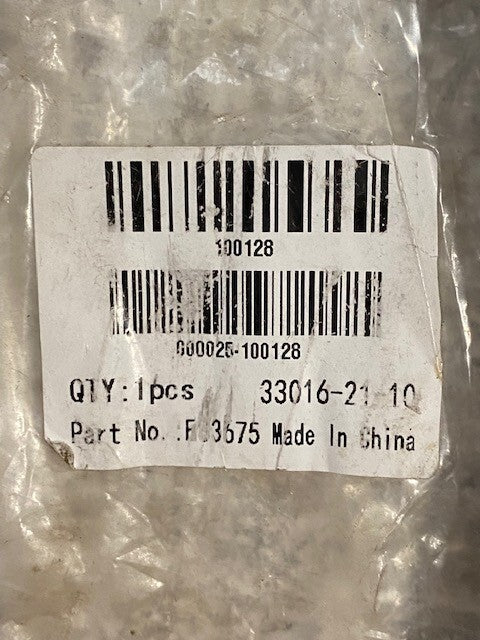 100128
000025-100128
QTY:1pcs 33016-21-10
Part No.: Made In China